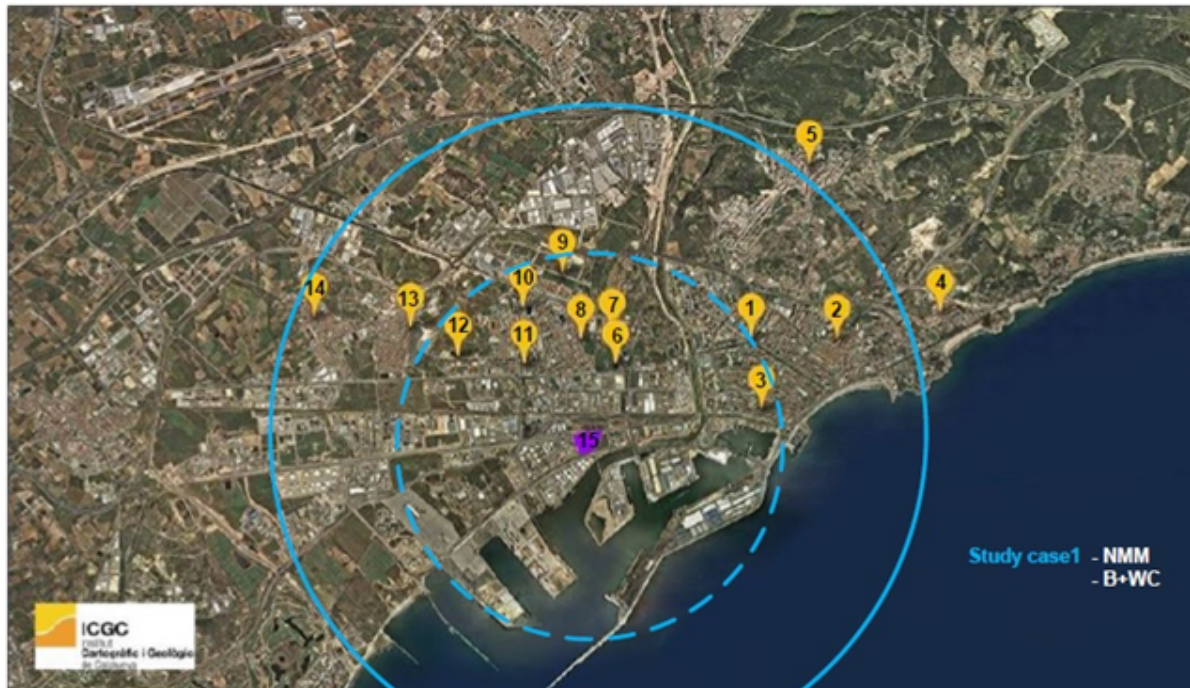 5
9
14
10
13
4
8
7
1
2
12
11
6
3
15
Study case1 - NMM
- B+WC
ICGC
Institut
Cartogràfic i Geològic
de Catalunya